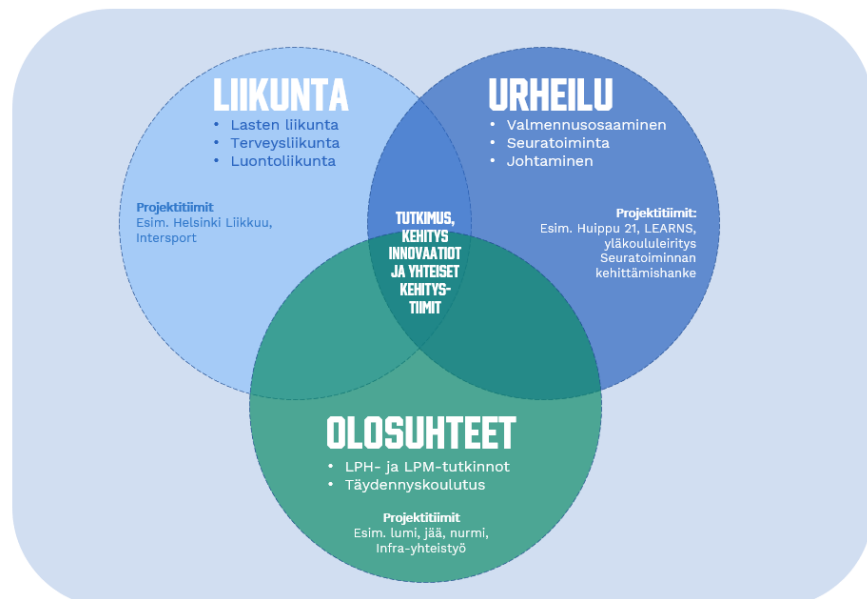 LIIKUNTA
• Lasten liikunta
• Terveysliikunta
• Luontoliikunta
Projektitiimit
Esim. Helsinki Liikkuu,
Intersport
URHEILU
• Valmennusosaaminen
• Seuratoiminta
• Johtaminen
Projektitiimit:
Esim. Huippu 21, LEARNS,
yläkoululeiritys
Seuratoiminnan
kehittämishanke
TUTKIMUS,
KEHITYS
INNOVAATIOT
JA YHTEISET
KEHITYS-
TIIMIT
OLOSUHTEET
• LPH- ja LPM-tutkinnot
• Täydennyskoulutus
Projektitiimit
Esim. lumi, jää, nurmi,
Infra-yhteistyö